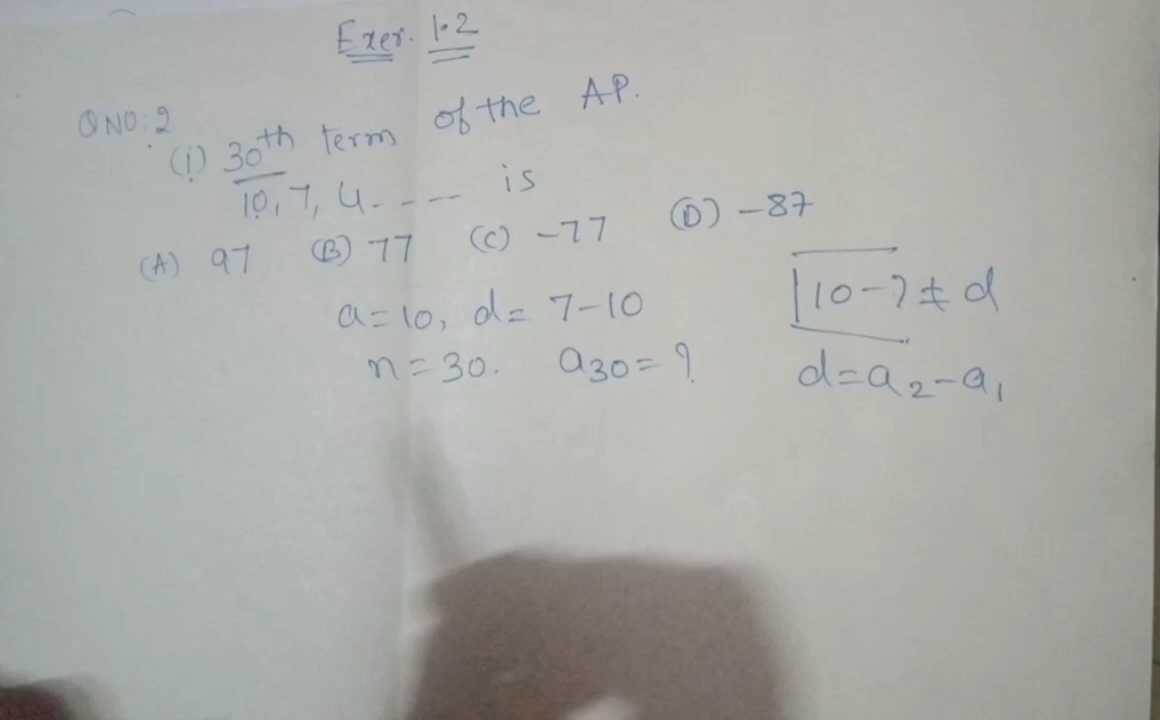 Exer. 1.2
Q NO: 2.
(i) 30th term of the AP.
10, 7, 4 - - - - is
(A) 97 (B) 77 (C) -77 (D) -87
a = 10, d = 7-10
10-7 ≠ d
n = 30. a30 = ?
d = a2 - a1